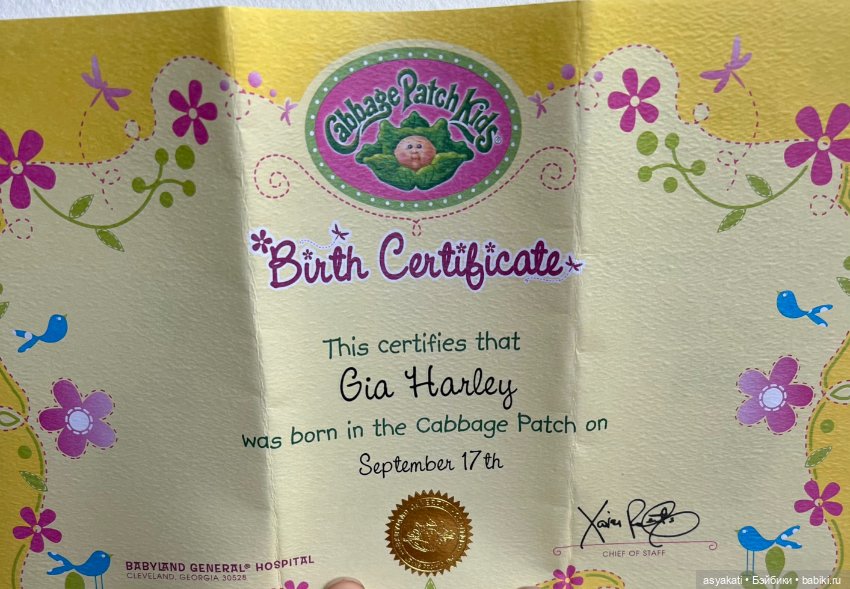 Cabbage Patch Kids®
Birth Certificate
This certifies that
Gia Harley
was born in the Cabbage Patch on
September 17th
BABYLAND GENERAL® HOSPITAL
CLEVELAND, GEORGIA 30528
CHIEF OF STAFF
asyakati • Бэйбики • babiki.ru